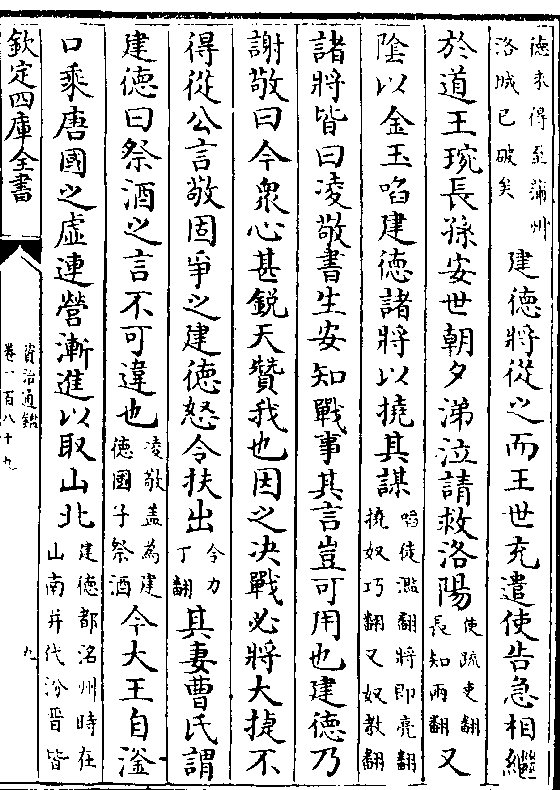 德未得至蒲州
洛城已破矣
建德將從之而王世充遣使告急相繼
於道王琬長孫安世朝夕涕泣請救洛陽
使疏吏翻
長知兩翻
又
陰以金玉啗建德諸將以撓其謀
啗徒濫翻將即亮翻
撓奴巧翻又奴教翻
諸將皆曰凌敬書生安知戰事其言豈可用也建德乃
謝敬曰今衆心甚銳天贊我也因之決戰必將大捷不
得從公言敬固爭之建德怒令扶出
令力
丁翻
其妻曹氏謂
建德曰祭酒之言不可違也
凌敬盖為建
德國子祭酒
今大王自滏
口乘唐國之虛連營漸進以取山北
建德都洺州時在
山南并代汾晉皆
欽定四庫全書
資治通鑑
卷一百八十九
九